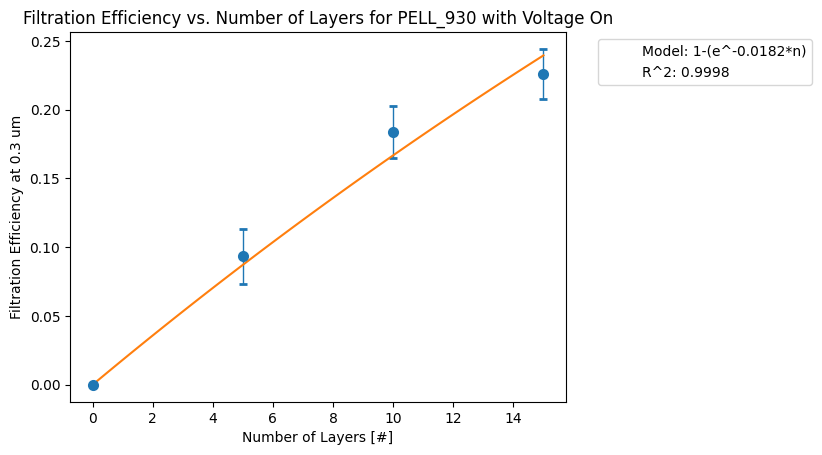 Filtration Efficiency vs. Number of Layers for PELL_930 with Voltage On
Model: 1-(e^-0.0182*n)
R^2: 0.9998
Filtration Efficiency at 0.3 um
0.25
0.20
0.15
0.10
0.05
0.00
0 2 4 6 8 10 12 14
Number of Layers [#]